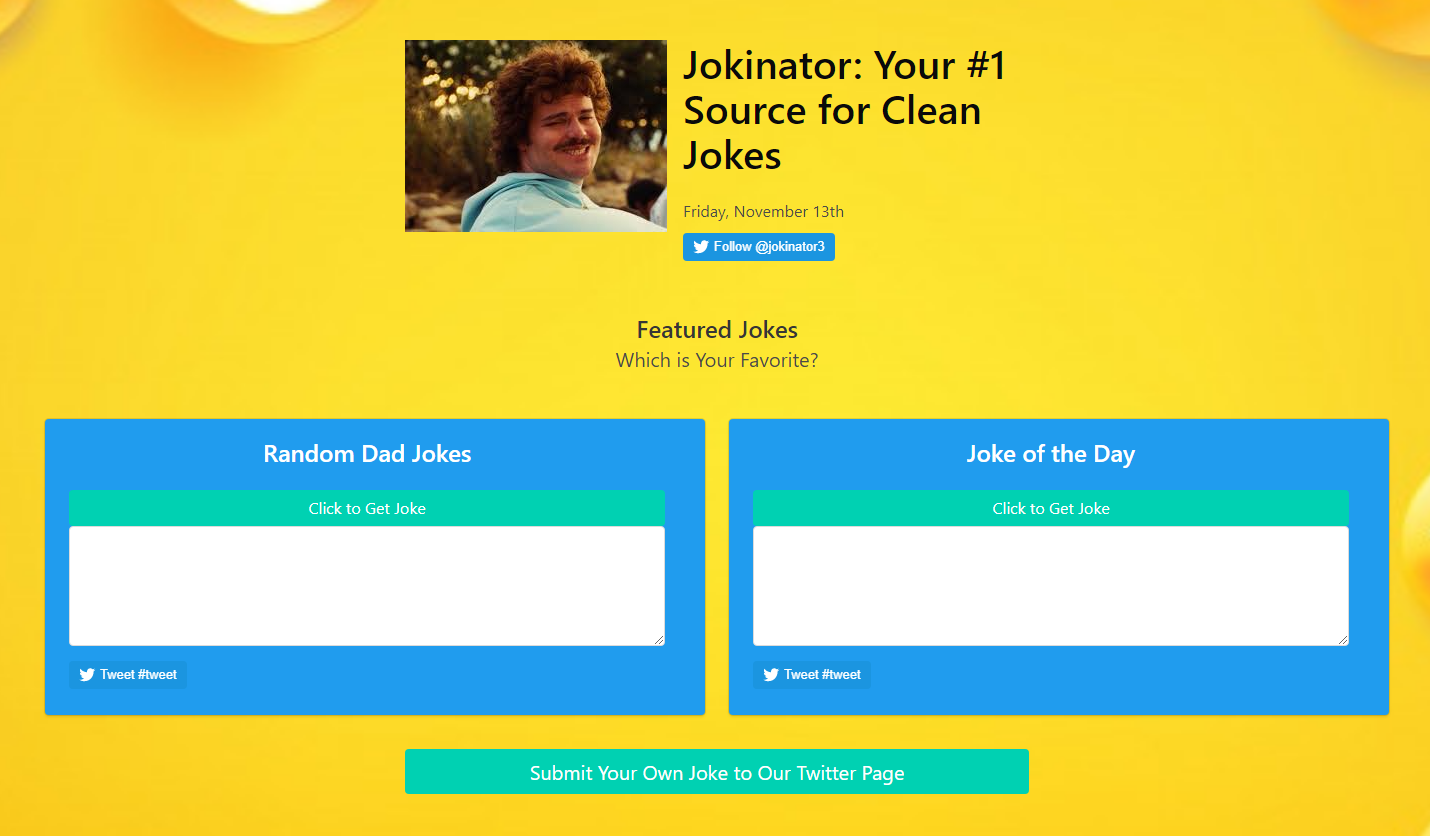 Jokinator: Your #1
Source for Clean
Jokes
Friday, November 13th
Follow @jokinator3
Featured Jokes
Which is Your Favorite?
Random Dad Jokes
Click to Get Joke
Tweet #tweet
Joke of the Day
Click to Get Joke
Tweet #tweet
Submit Your Own Joke to Our Twitter Page